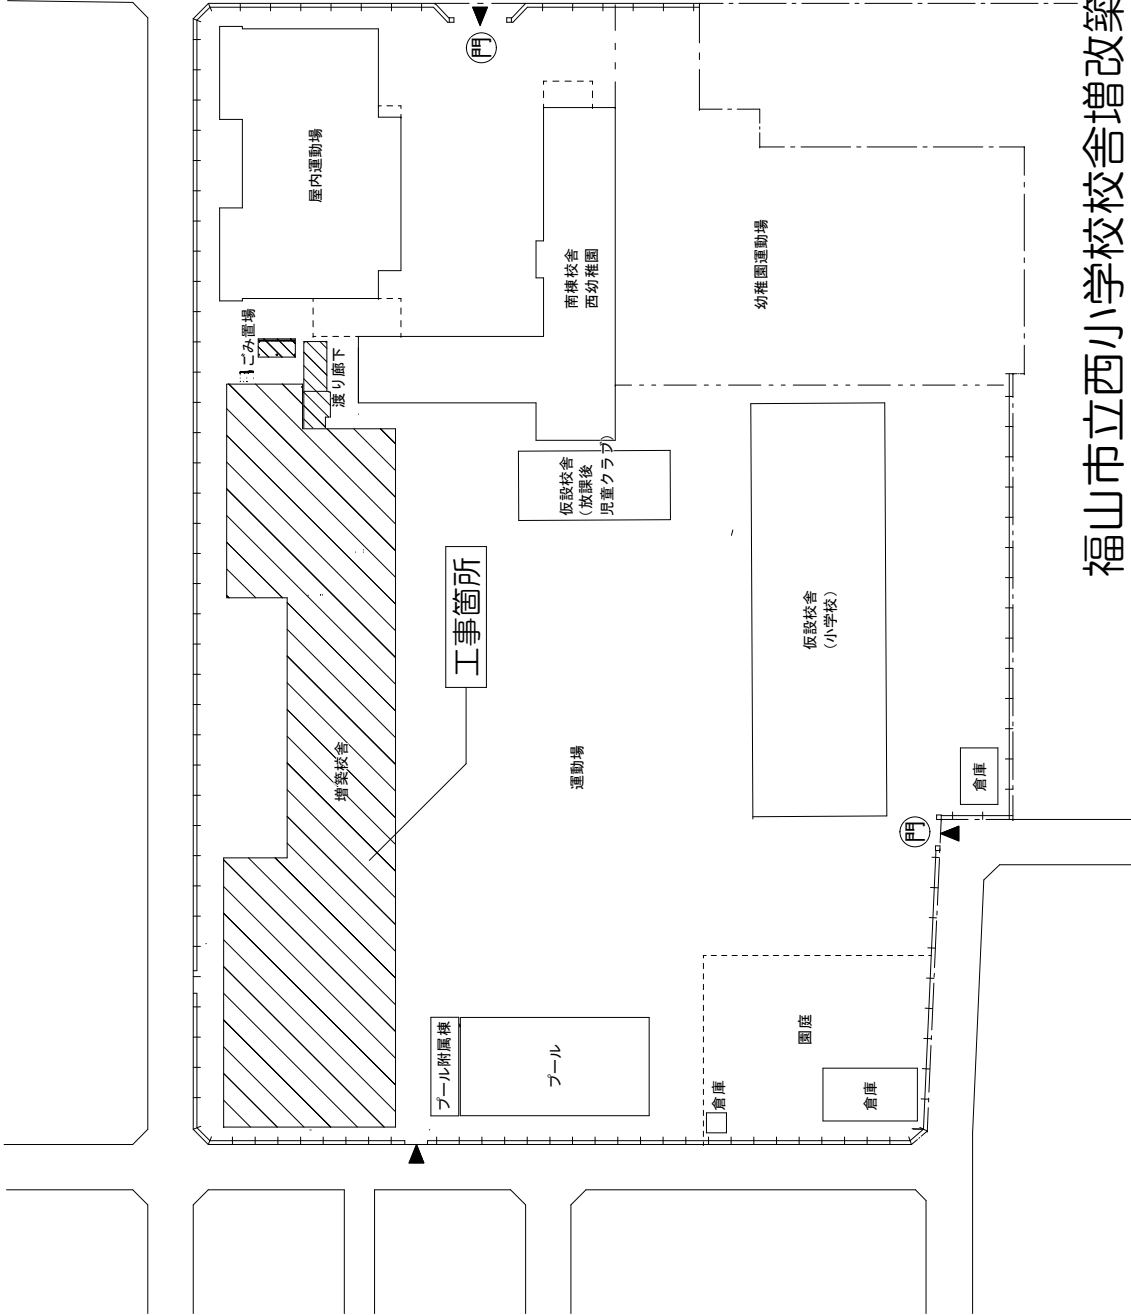 福山市立西小学校校舎増改築
門
屋内運動場
ごみ置場
渡り廊下
南棟校舎
西幼稚園
幼稚園運動場
仮設校舎
(放課後
児童クラブ)
工事箇所
増築校舎
運動場
仮設校舎
(小学校)
倉庫
門
プール附属棟
プール
園庭
倉庫
倉庫